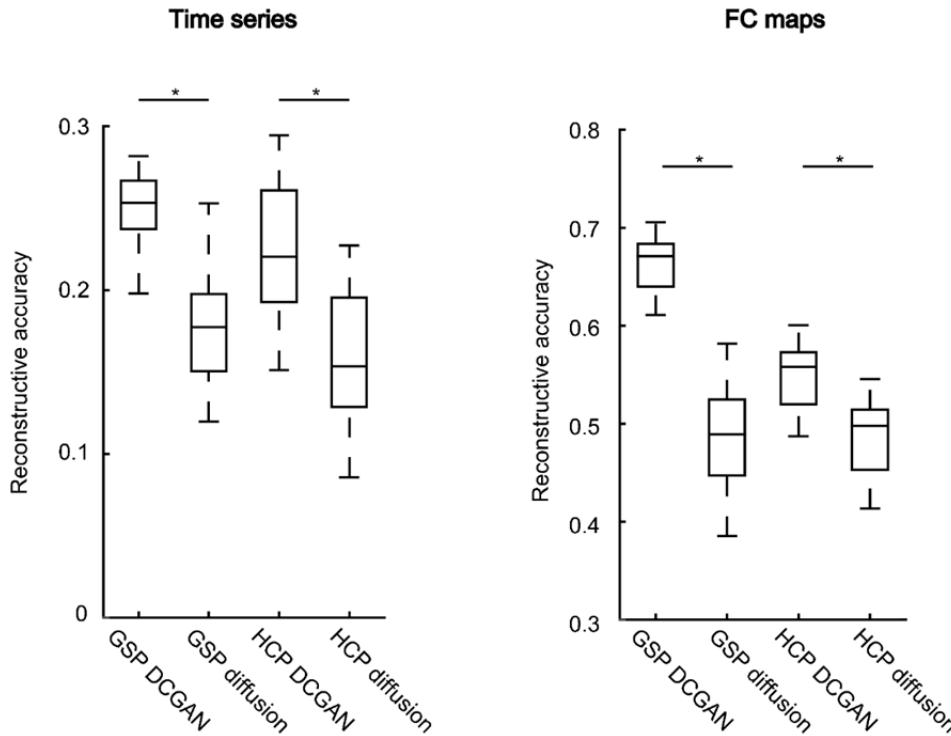 Time series
*
*
0.3
0.2
0.1
0
Reconstructive accuracy
GSP DCGAN
GSP diffusion
HCP DCGAN
HCP diffusion
FC maps
*
*
0.8
0.7
0.6
0.5
0.4
0.3
Reconstructive accuracy
GSP DCGAN
GSP diffusion
HCP DCGAN
HCP diffusion